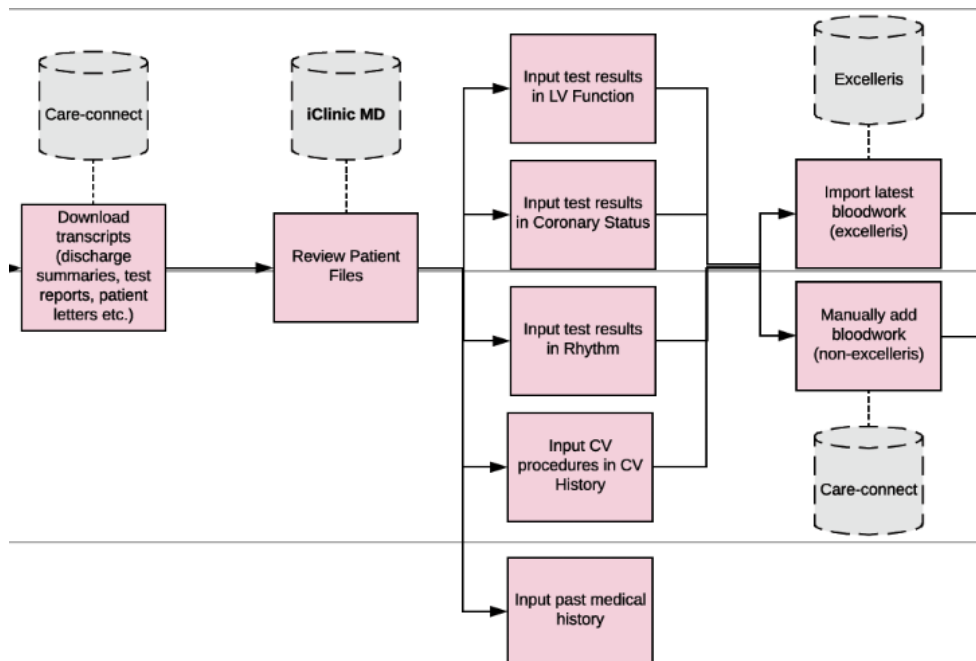 Care-connect
Download
transcripts
(discharge
summaries, test
reports, patient
letters etc.)
iClinic MD
Review Patient
Files
Input test results
in LV Function
Input test results
in Coronary Status
Input test results
in Rhythm
Input CV
procedures in CV
History
Input past medical
history
Excelleris
Import latest
bloodwork
(excelleris)
Manually add
bloodwork
(non-excelleris)
Care-connect